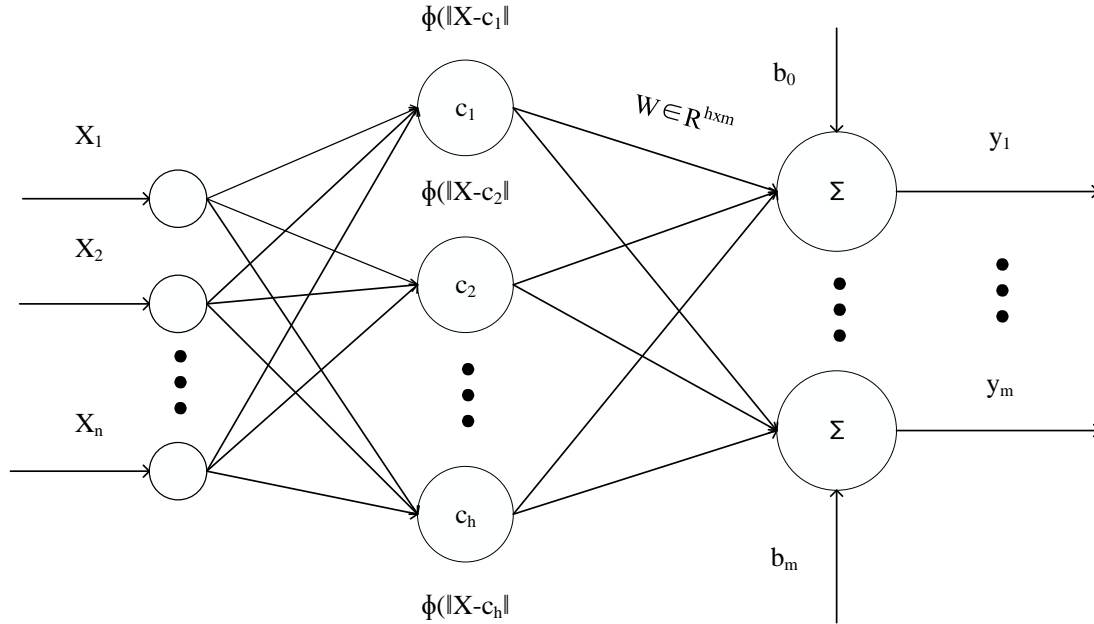 ϕ(‖X-c₁‖
X₁
c₁
W∈R^{hxm}
b₀
y₁
Σ
ϕ(‖X-c₂‖
X₂
c₂
Xₙ
Σ
yₘ
cₕ
bₘ
ϕ(‖X-cₕ‖